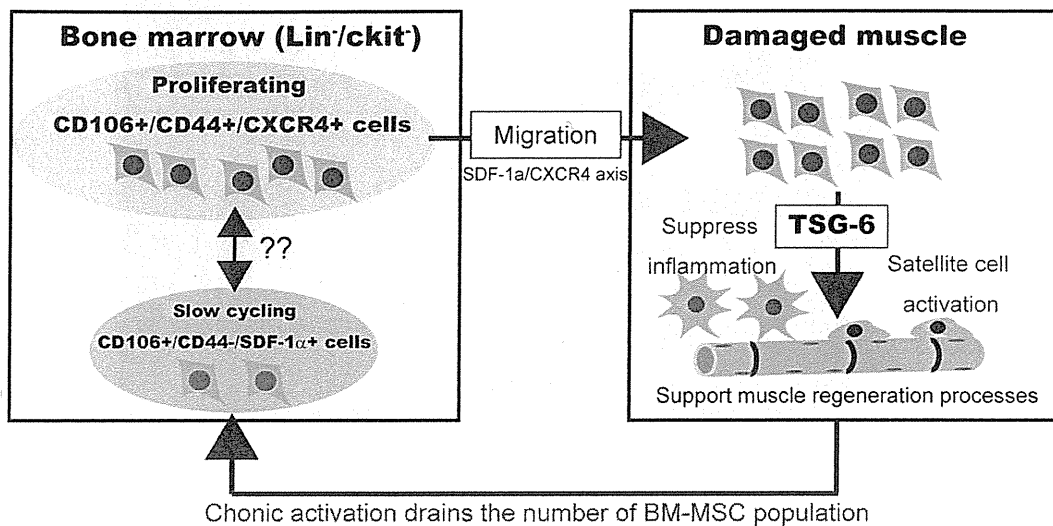 Bone marrow (Lin⁻/ckit⁻)
Proliferating
CD106+/CD44+/CXCR4+ cells
??
Slow cycling
CD106+/CD44-/SDF-1α+ cells
Migration
SDF-1a/CXCR4 axis
Damaged muscle
TSG-6
Suppress
inflammation
Satellite cell
activation
Support muscle regeneration processes
Chonic activation drains the number of BM-MSC population